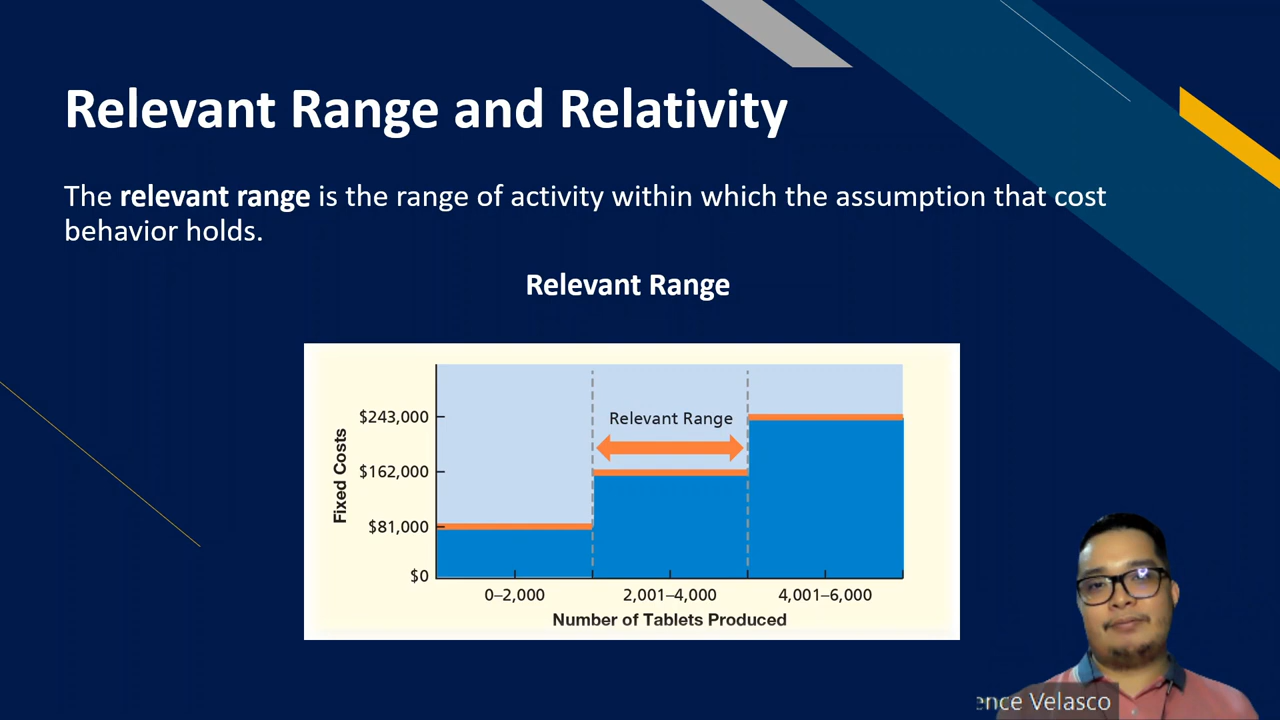 Relevant Range and Relativity
The relevant range is the range of activity within which the assumption that cost
behavior holds.
Relevant Range
$243,000
$162,000
$81,000
$0
Fixed Costs
Relevant Range
0–2,000
2,001–4,000
4,001–6,000
Number of Tablets Produced
Velasco